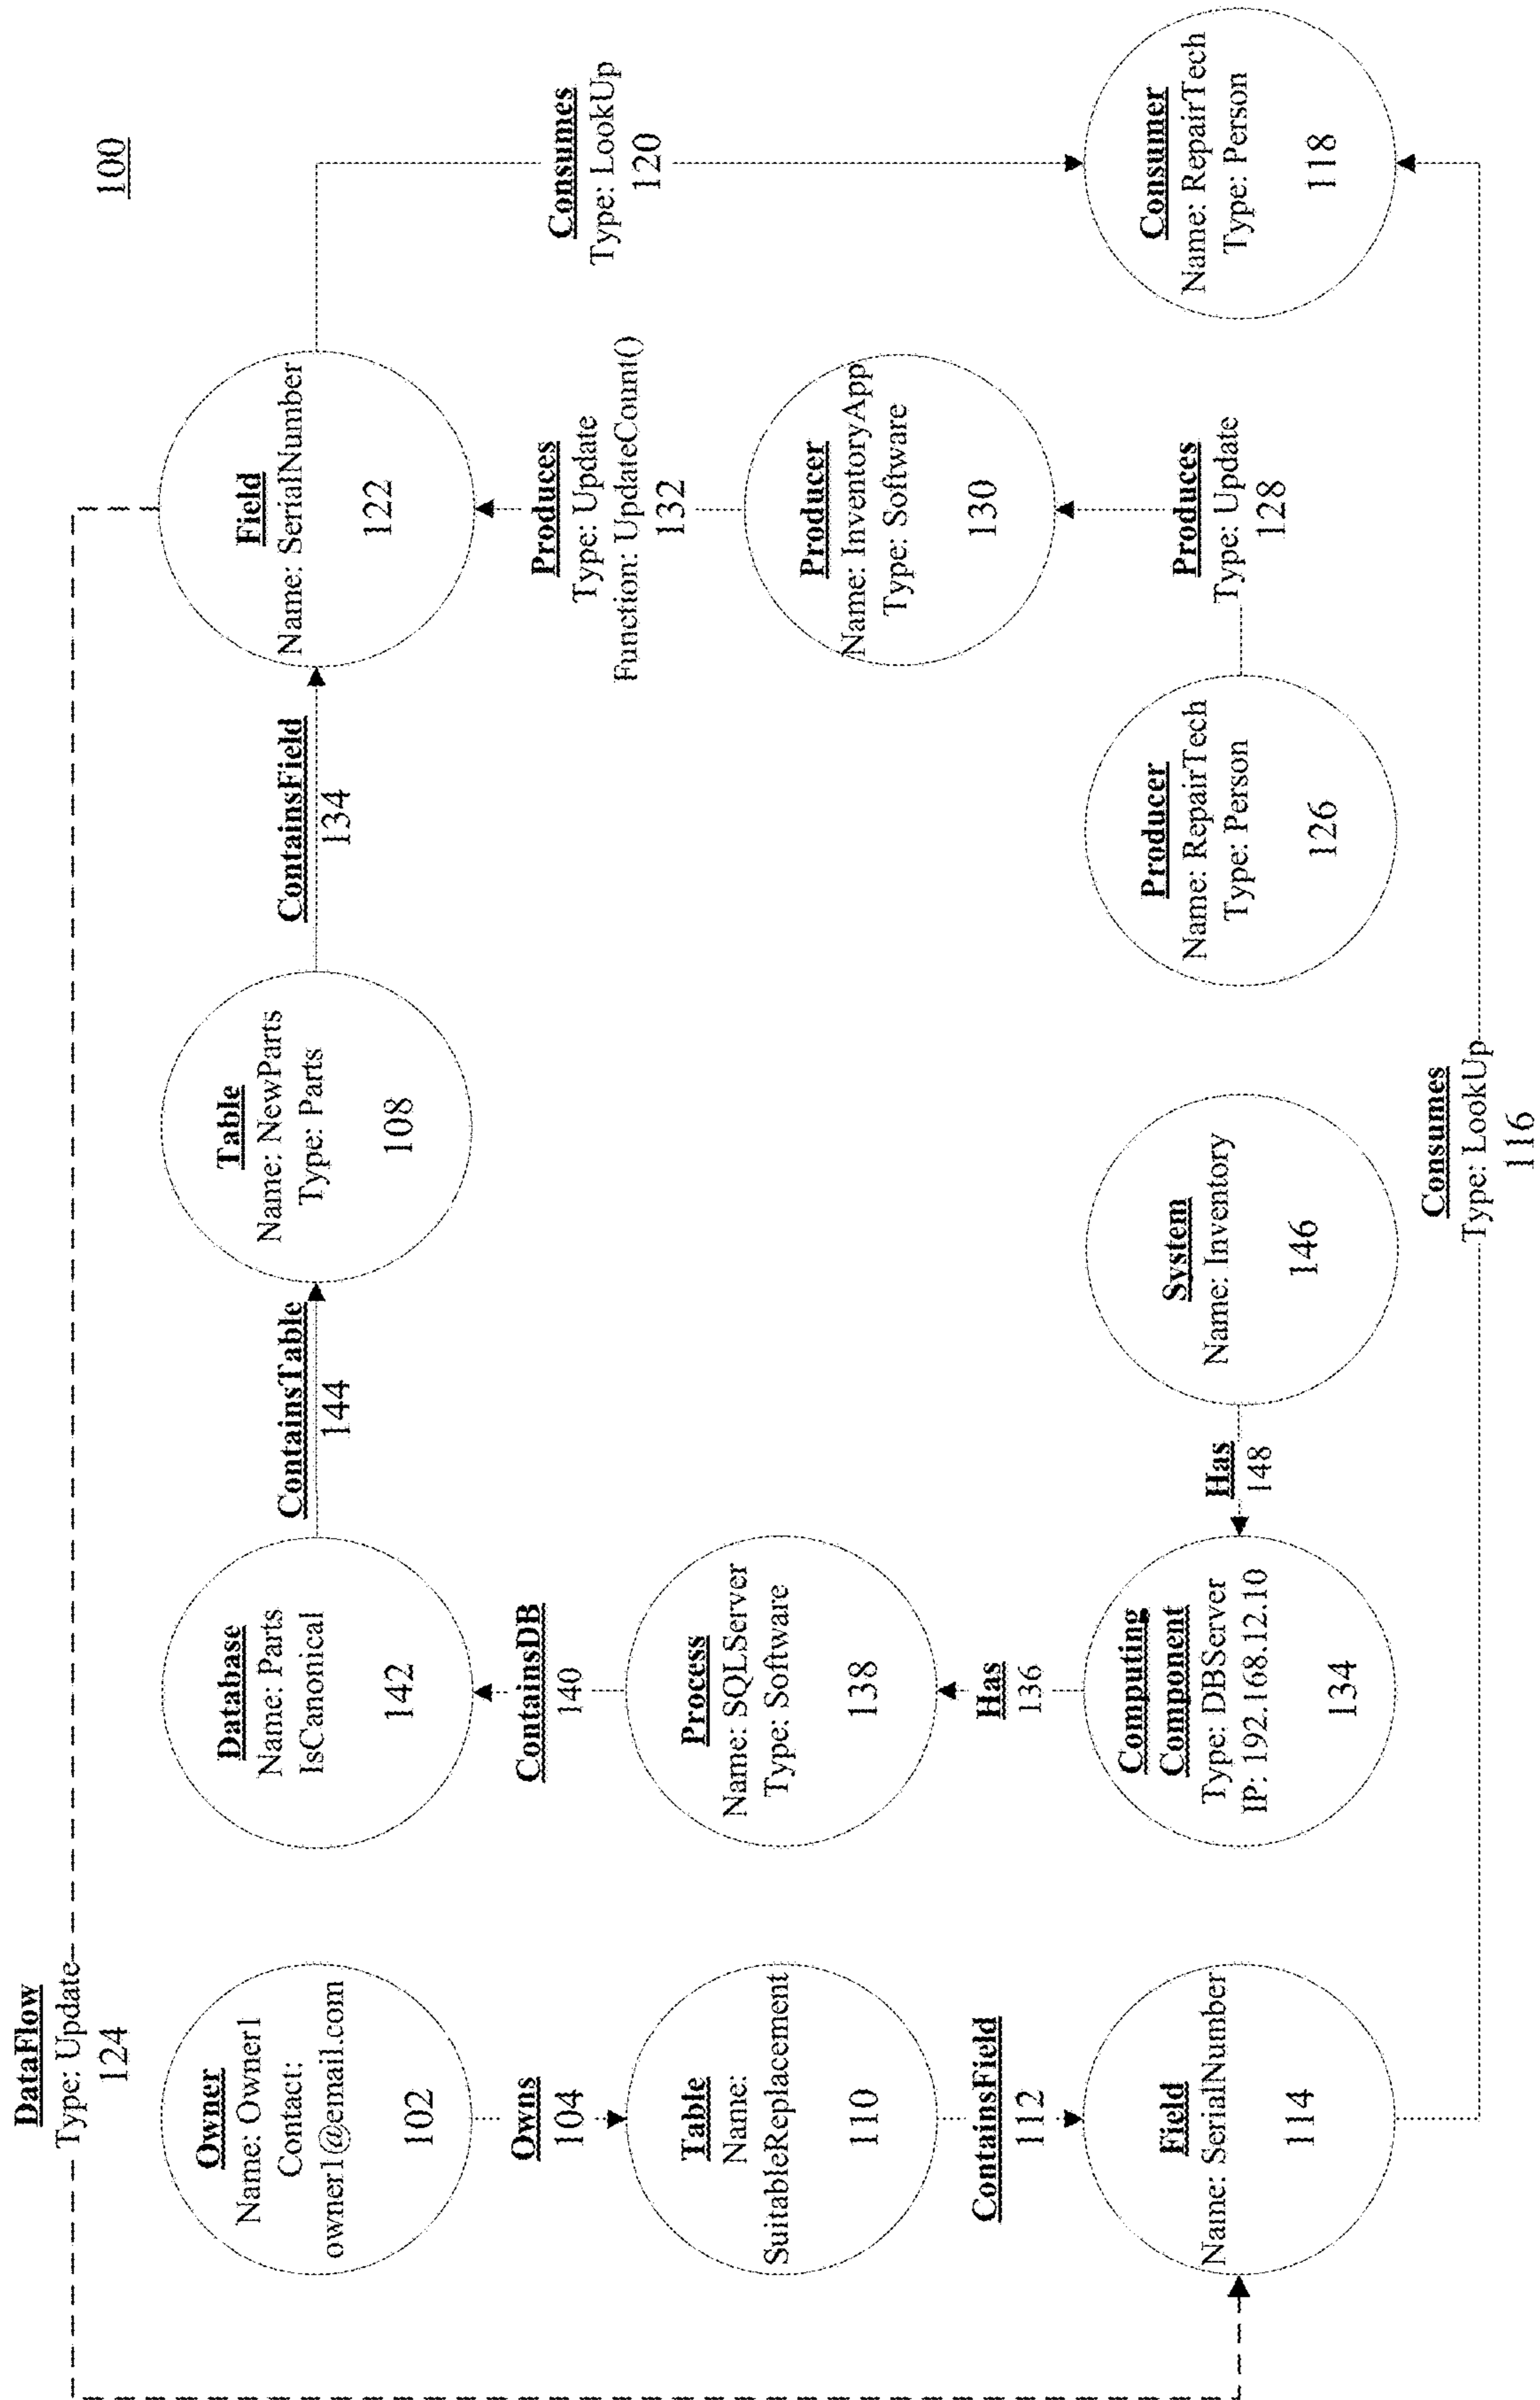 100
DataFlow
Type: Update
124
Owner
Name: Owner1
Contact:
owner1@email.com
102
Owns
104
Table
Name:
SuitableReplacement
110
ContainsField
112
Field
Name: SerialNumber
114
Database
Name: Parts
IsCanonical
142
ContainsDB
140
Process
Name: SQLServer
Type: Software
138
Has
136
Computing
Component
Type: DBServer
IP: 192.168.12.10
134
ContainsTable
144
Has
148
Table
Name: NewParts
Type: Parts
108
System
Name: Inventory
146
Consumes
Type: LookUp
116
ContainsField
134
Field
Name: SerialNumber
122
Produces
Type: Update
Function: UpdateCount()
132
Producer
Name: InventoryApp
Type: Software
130
Produces
Type: Update
128
Producer
Name: RepairTech
Type: Person
126
Consumes
Type: LookUp
120
Consumer
Name: RepairTech
Type: Person
118